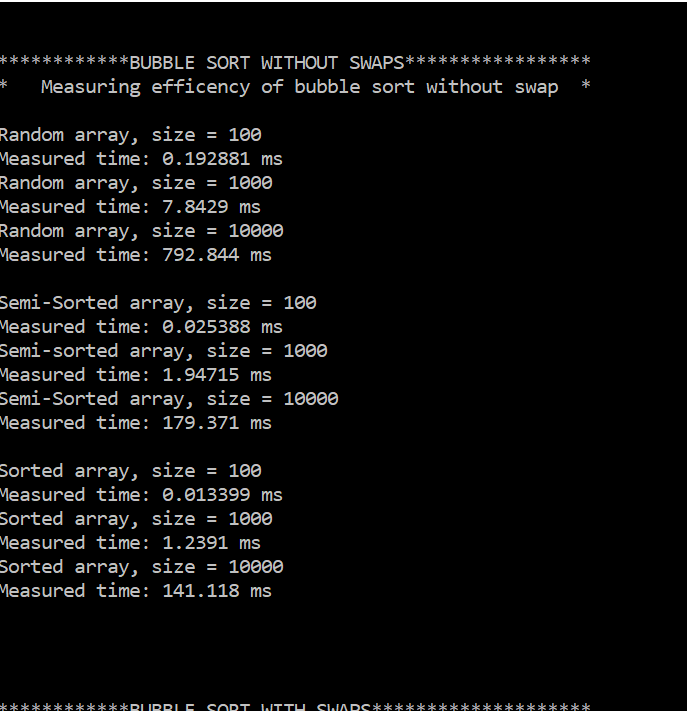 ************BUBBLE SORT WITHOUT SWAPS*****************
*   Measuring efficency of bubble sort without swap  *
Random array, size = 100
Measured time: 0.192881 ms
Random array, size = 1000
Measured time: 7.8429 ms
Random array, size = 10000
Measured time: 792.844 ms
Semi-Sorted array, size = 100
Measured time: 0.025388 ms
Semi-sorted array, size = 1000
Measured time: 1.94715 ms
Semi-Sorted array, size = 10000
Measured time: 179.371 ms
Sorted array, size = 100
Measured time: 0.013399 ms
Sorted array, size = 1000
Measured time: 1.2391 ms
Sorted array, size = 10000
Measured time: 141.118 ms
************BUBBLE SORT WITH SWAPS********************